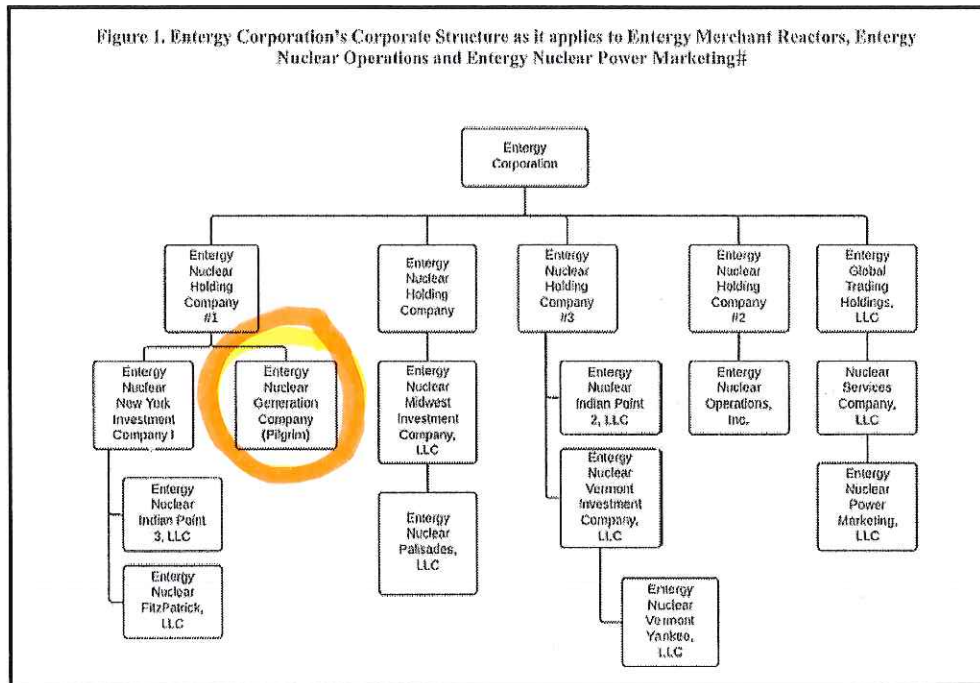 Figure 1. Entergy Corporation's Corporate Structure as it applies to Entergy Merchant Reactors, Entergy
Nuclear Operations and Entergy Nuclear Power Marketing#
Entergy
Corporation
Entergy
Nuclear
Holding
Company
#1
Entergy
Nuclear
Holding
Company
Entergy
Nuclear
Holding
Company
#3
Entergy
Nuclear
Holding
Company
#2
Entergy
Global
Trading
Holdings,
LLC
Entergy
Nuclear
New York
Investment
Company I
Entergy
Nuclear
Generation
Company
(Pilgrim)
Entergy
Nuclear
Midwest
Investment
Company,
LLC
Entergy
Nuclear
Indian Point
2, LLC
Entergy
Nuclear
Operations,
Inc.
Nuclear
Services
Company,
LLC
Entergy
Nuclear
Indian Point
3, LLC
Entergy
Nuclear
Palisades,
LLC
Entergy
Nuclear
Vermont
Investment
Company,
LLC
Entergy
Nuclear
Power
Marketing,
LLC
Entergy
Nuclear
FitzPatrick,
LLC
Entergy
Nuclear
Vermont
Yankee,
LLC